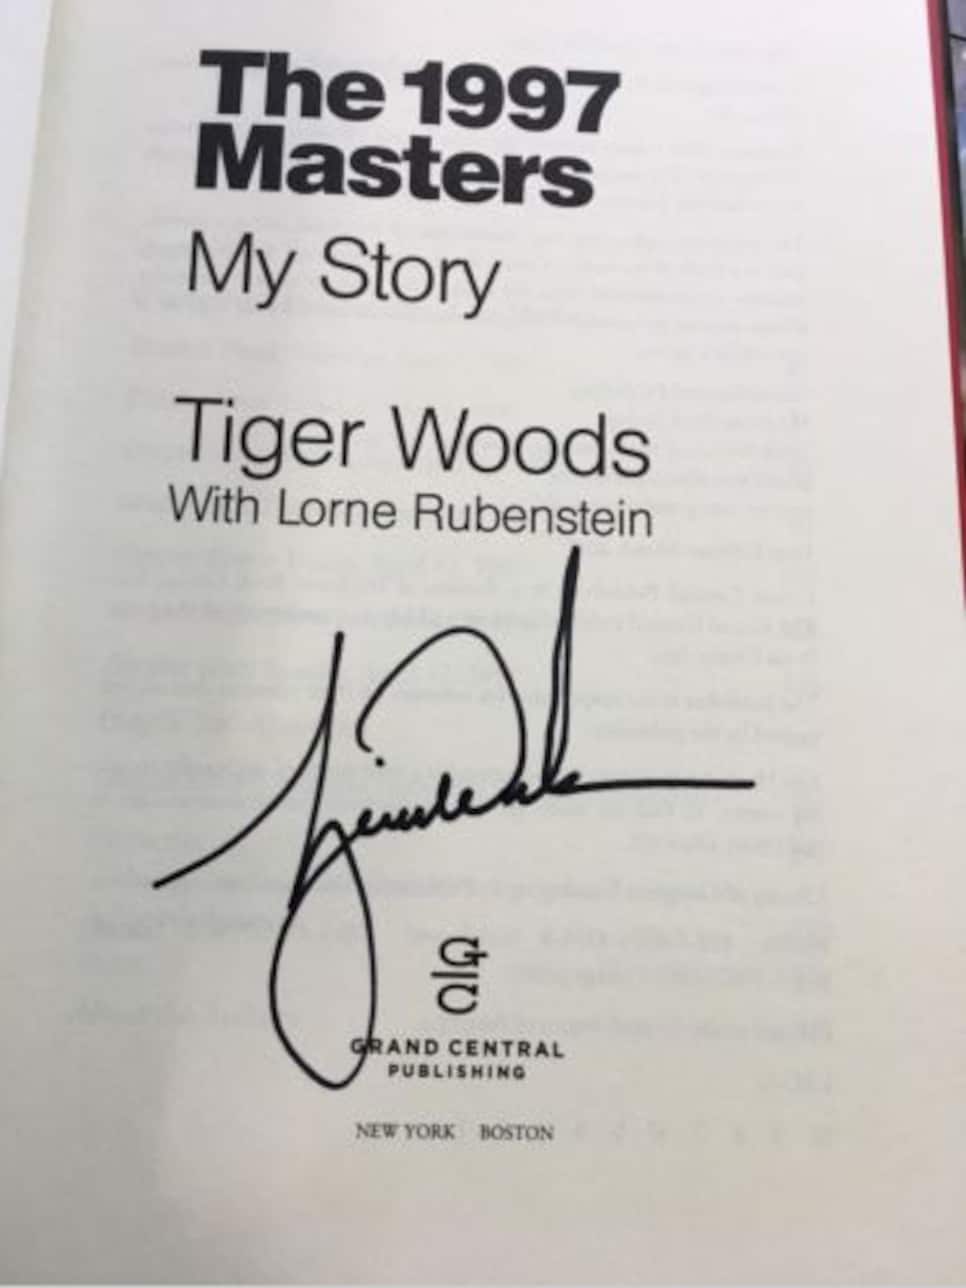 The 1997
Masters
My Story
Tiger Woods
With Lorne Rubenstein
GRAND CENTRAL
PUBLISHING
NEW YORK BOSTON